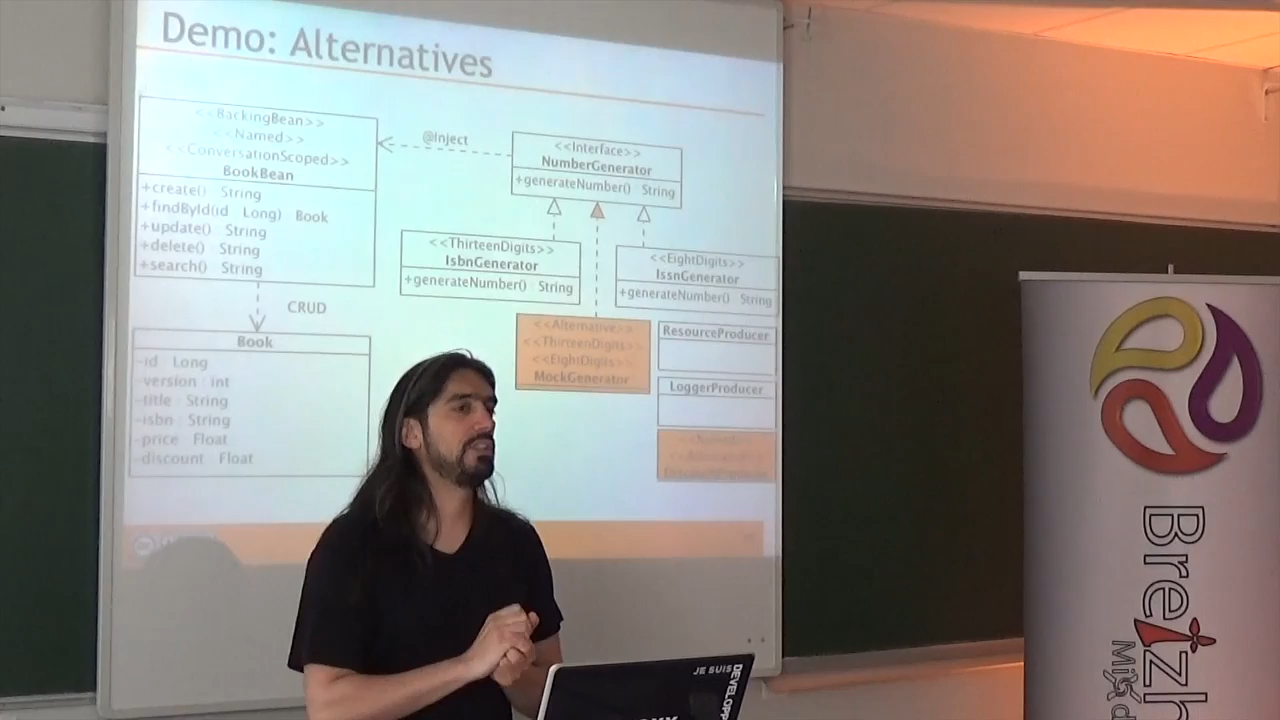 Demo: Alternatives
<<BackingBean>>
<<Named>>
<<ConversationScoped>>
BookBean
+create() String
+findById(id Long) Book
+update() String
+delete() String
+search() String
@Inject
<<Interface>>
NumberGenerator
+generateNumber() String
<<ThirteenDigits>>
IsbnGenerator
+generateNumber() String
<<EightDigits>>
IssnGenerator
+generateNumber() String
CRUD
Book
-id Long
-version : int
-title : String
-isbn : String
-price Float
-discount : Float
<<Alternative>>
<<ThirteenDigits>>
<<EightDigits>>
MockGenerator
ResourceProducer
LoggerProducer
JE SUIS
Breizh